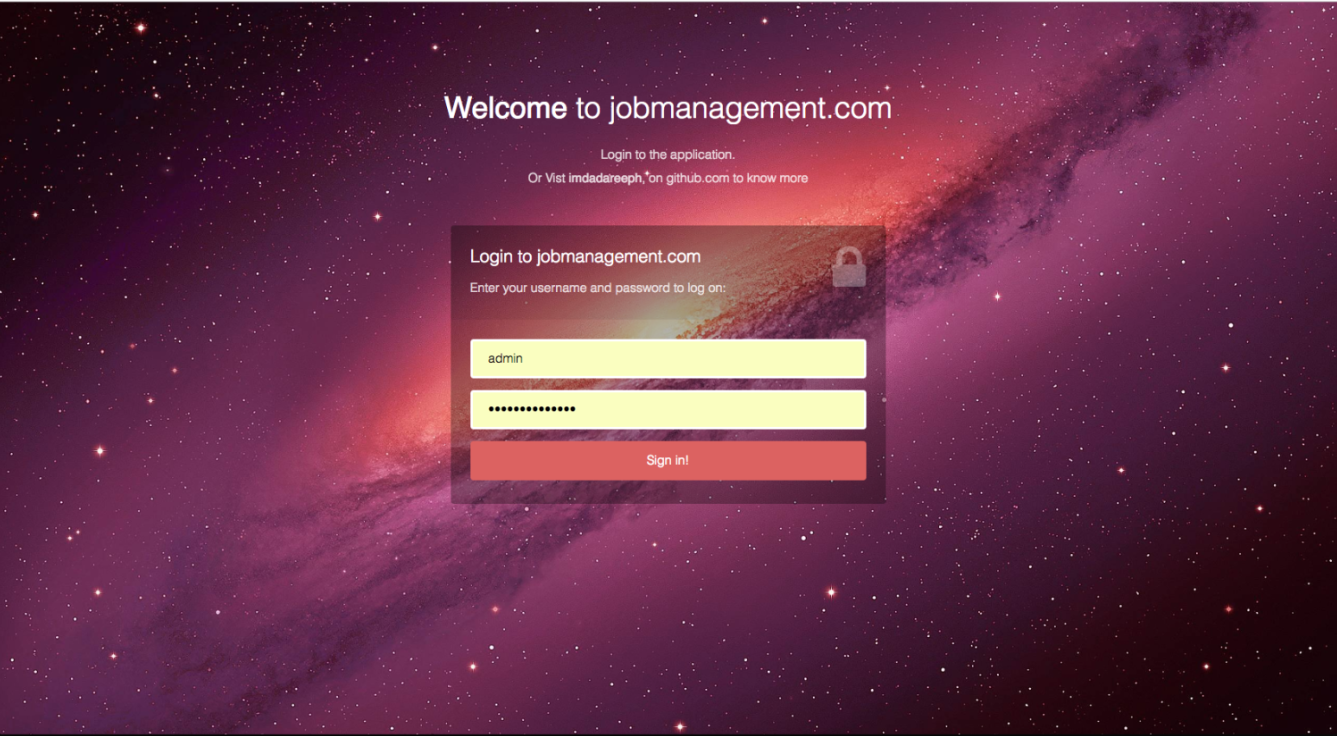 Welcome to jobmanagement.com
Login to the application.
Or Vist imdadareeph, on github.com to know more
Login to jobmanagement.com
Enter your username and password to log on:
admin
••••••••••••••
Sign in!